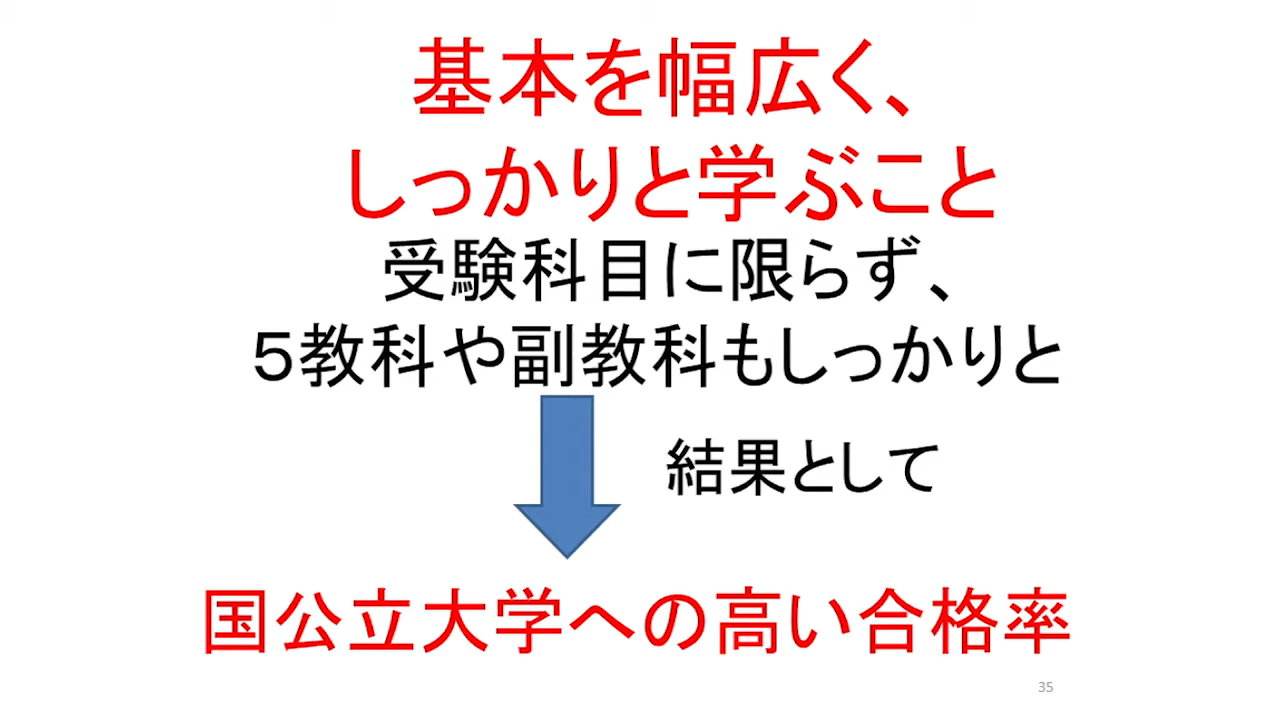 基本を幅広く、
しっかりと学ぶこと
受験科目に限らず、
５教科や副教科もしっかりと
結果として
国公立大学への高い合格率
35